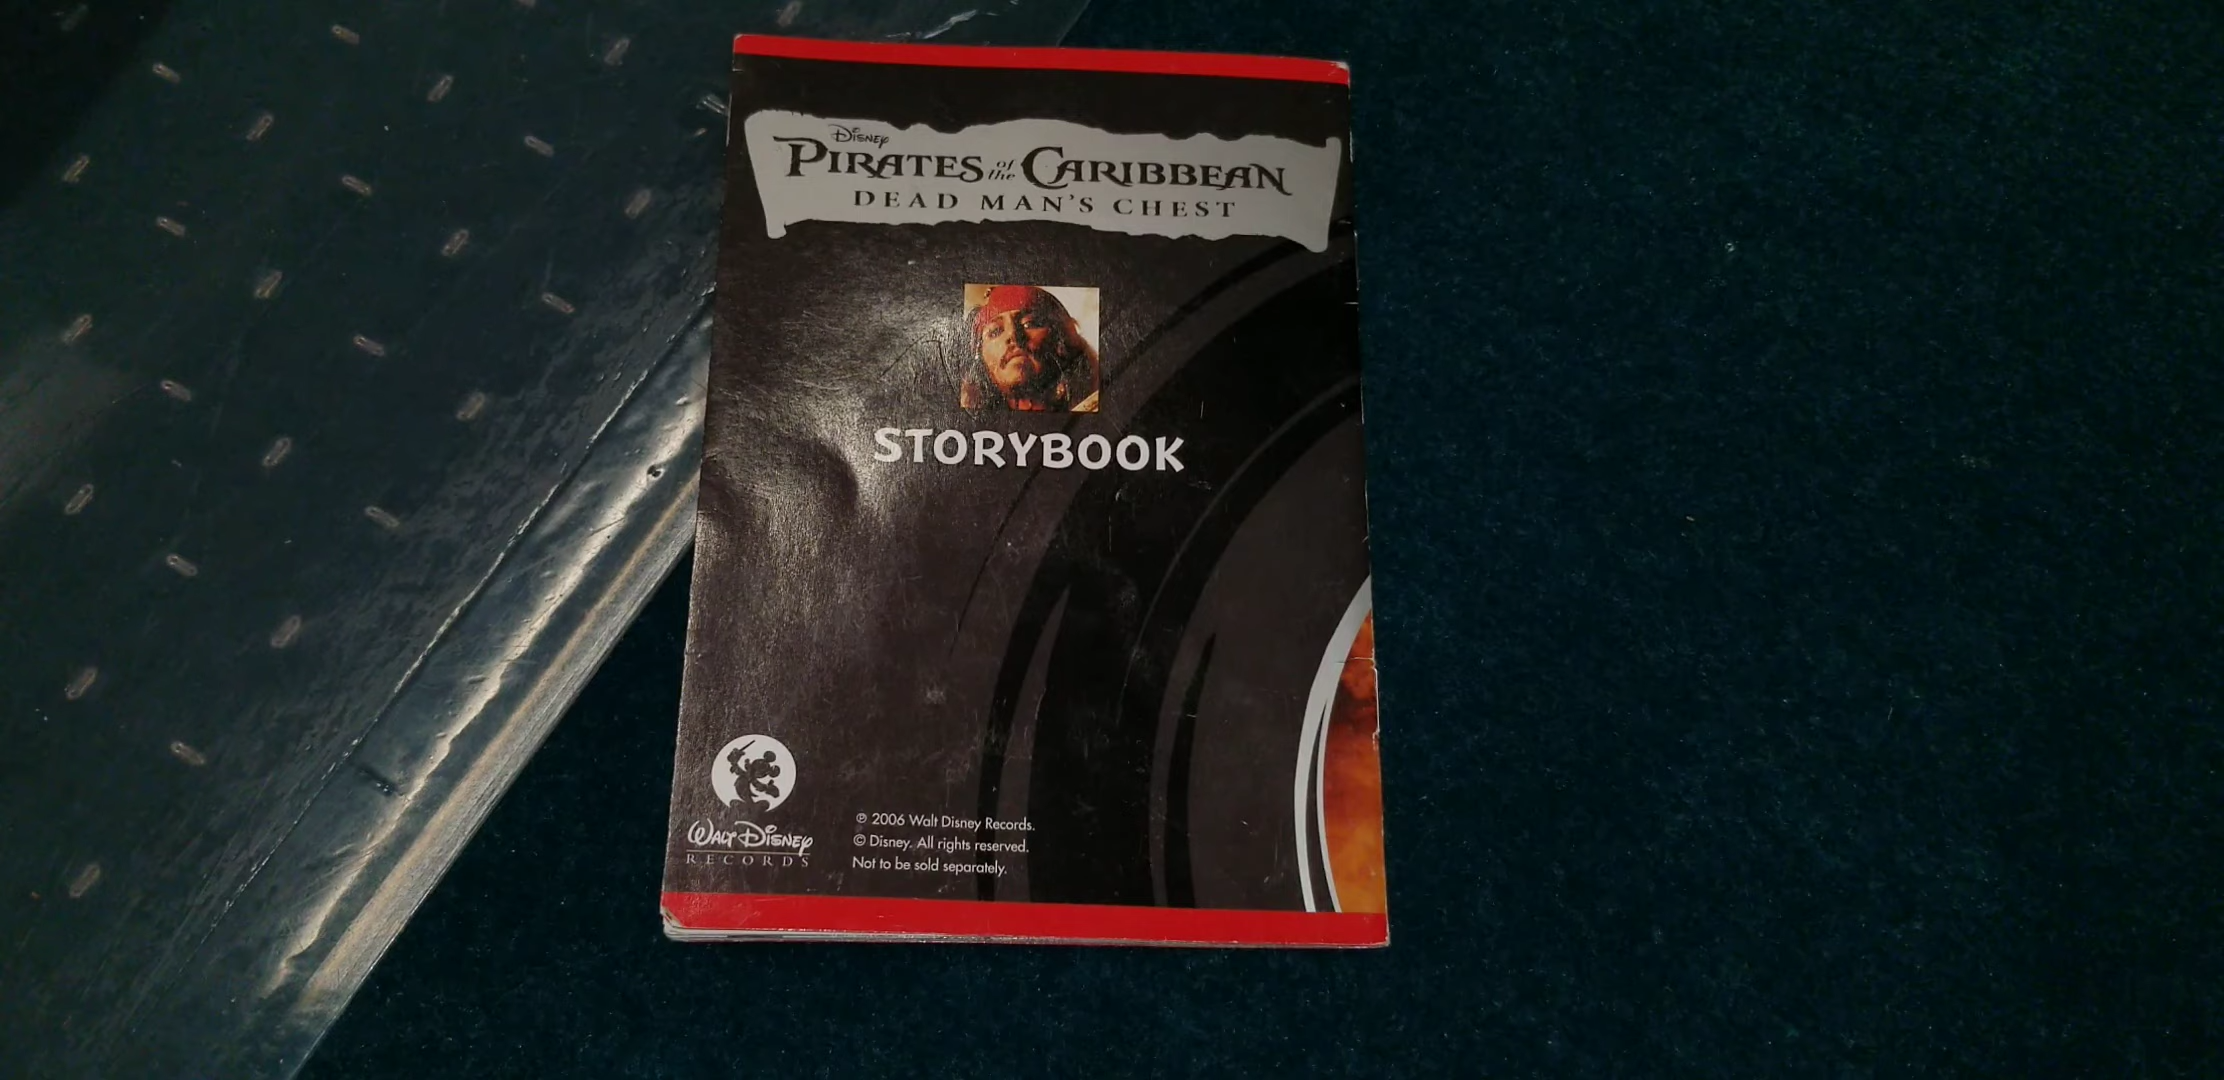 Disney
PIRATES of the CARIBBEAN
DEAD MAN'S CHEST
STORYBOOK
WALT DISNEY
RECORDS
℗ 2006 Walt Disney Records.
© Disney. All rights reserved.
Not to be sold separately.